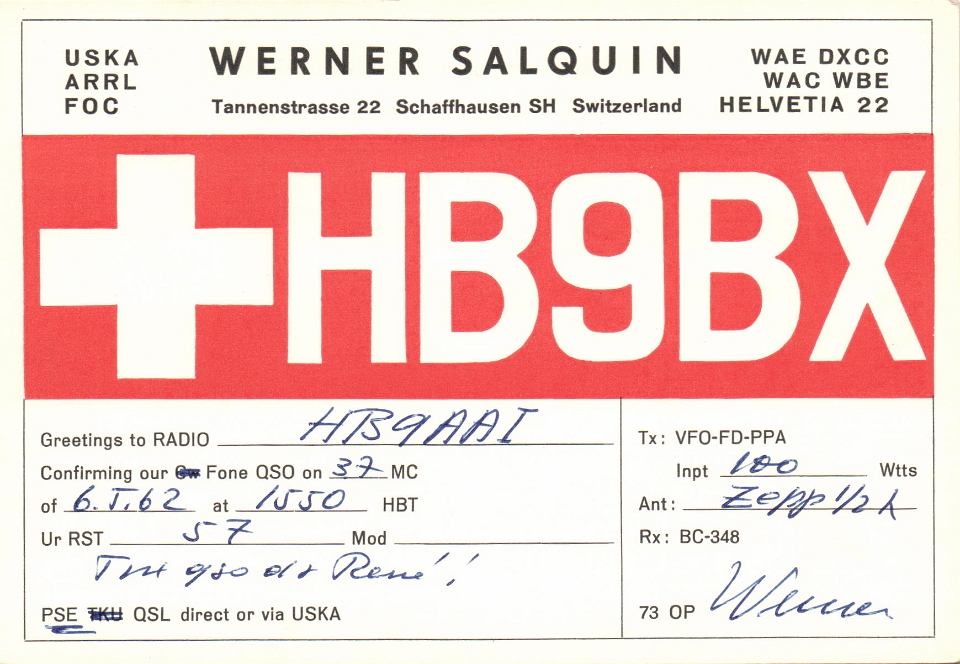 USKA WERNER SALQUIN WAE DXCC
ARRL WAC WBE
FOC Tannenstrasse 22 Schaffhausen SH Switzerland HELVETIA 22
HB9BX
Greetings to RADIO HB9AAI
Confirming our Cw Fone QSO on 37 MC
of 6.I.62 at 1550 HBT
Ur RST 57 Mod
Tnx qso dr René!!
PSE TKU QSL direct or via USKA
Tx: VFO-FD-PPA
Inpt 100 Wtts
Ant: Zepp 1/2 λ
Rx: BC-348
73 OP Werner